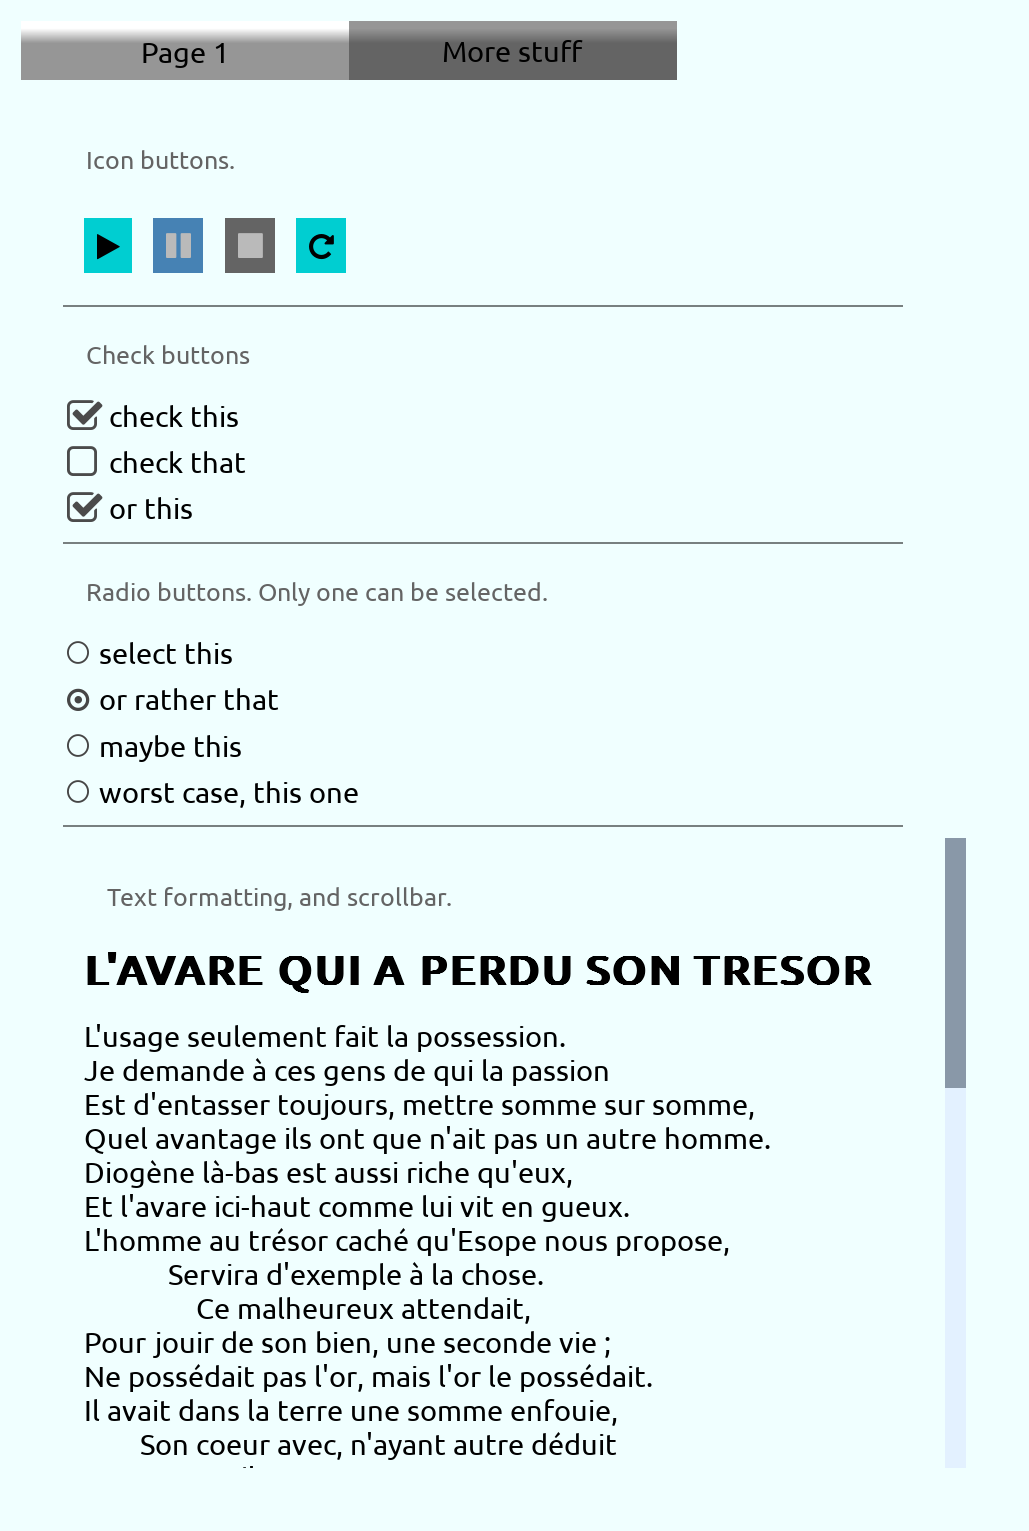 Page 1
More stuff
Icon buttons.
Check buttons
check this
check that
or this
Radio buttons. Only one can be selected.
select this
or rather that
maybe this
worst case, this one
Text formatting, and scrollbar.
L'AVARE QUI A PERDU SON TRESOR
L'usage seulement fait la possession.
Je demande à ces gens de qui la passion
Est d'entasser toujours, mettre somme sur somme,
Quel avantage ils ont que n'ait pas un autre homme.
Diogène là-bas est aussi riche qu'eux,
Et l'avare ici-haut comme lui vit en gueux.
L'homme au trésor caché qu'Esope nous propose,
Servira d'exemple à la chose.
Ce malheureux attendait,
Pour jouir de son bien, une seconde vie ;
Ne possédait pas l'or, mais l'or le possédait.
Il avait dans la terre une somme enfouie,
Son coeur avec, n'ayant autre déduit